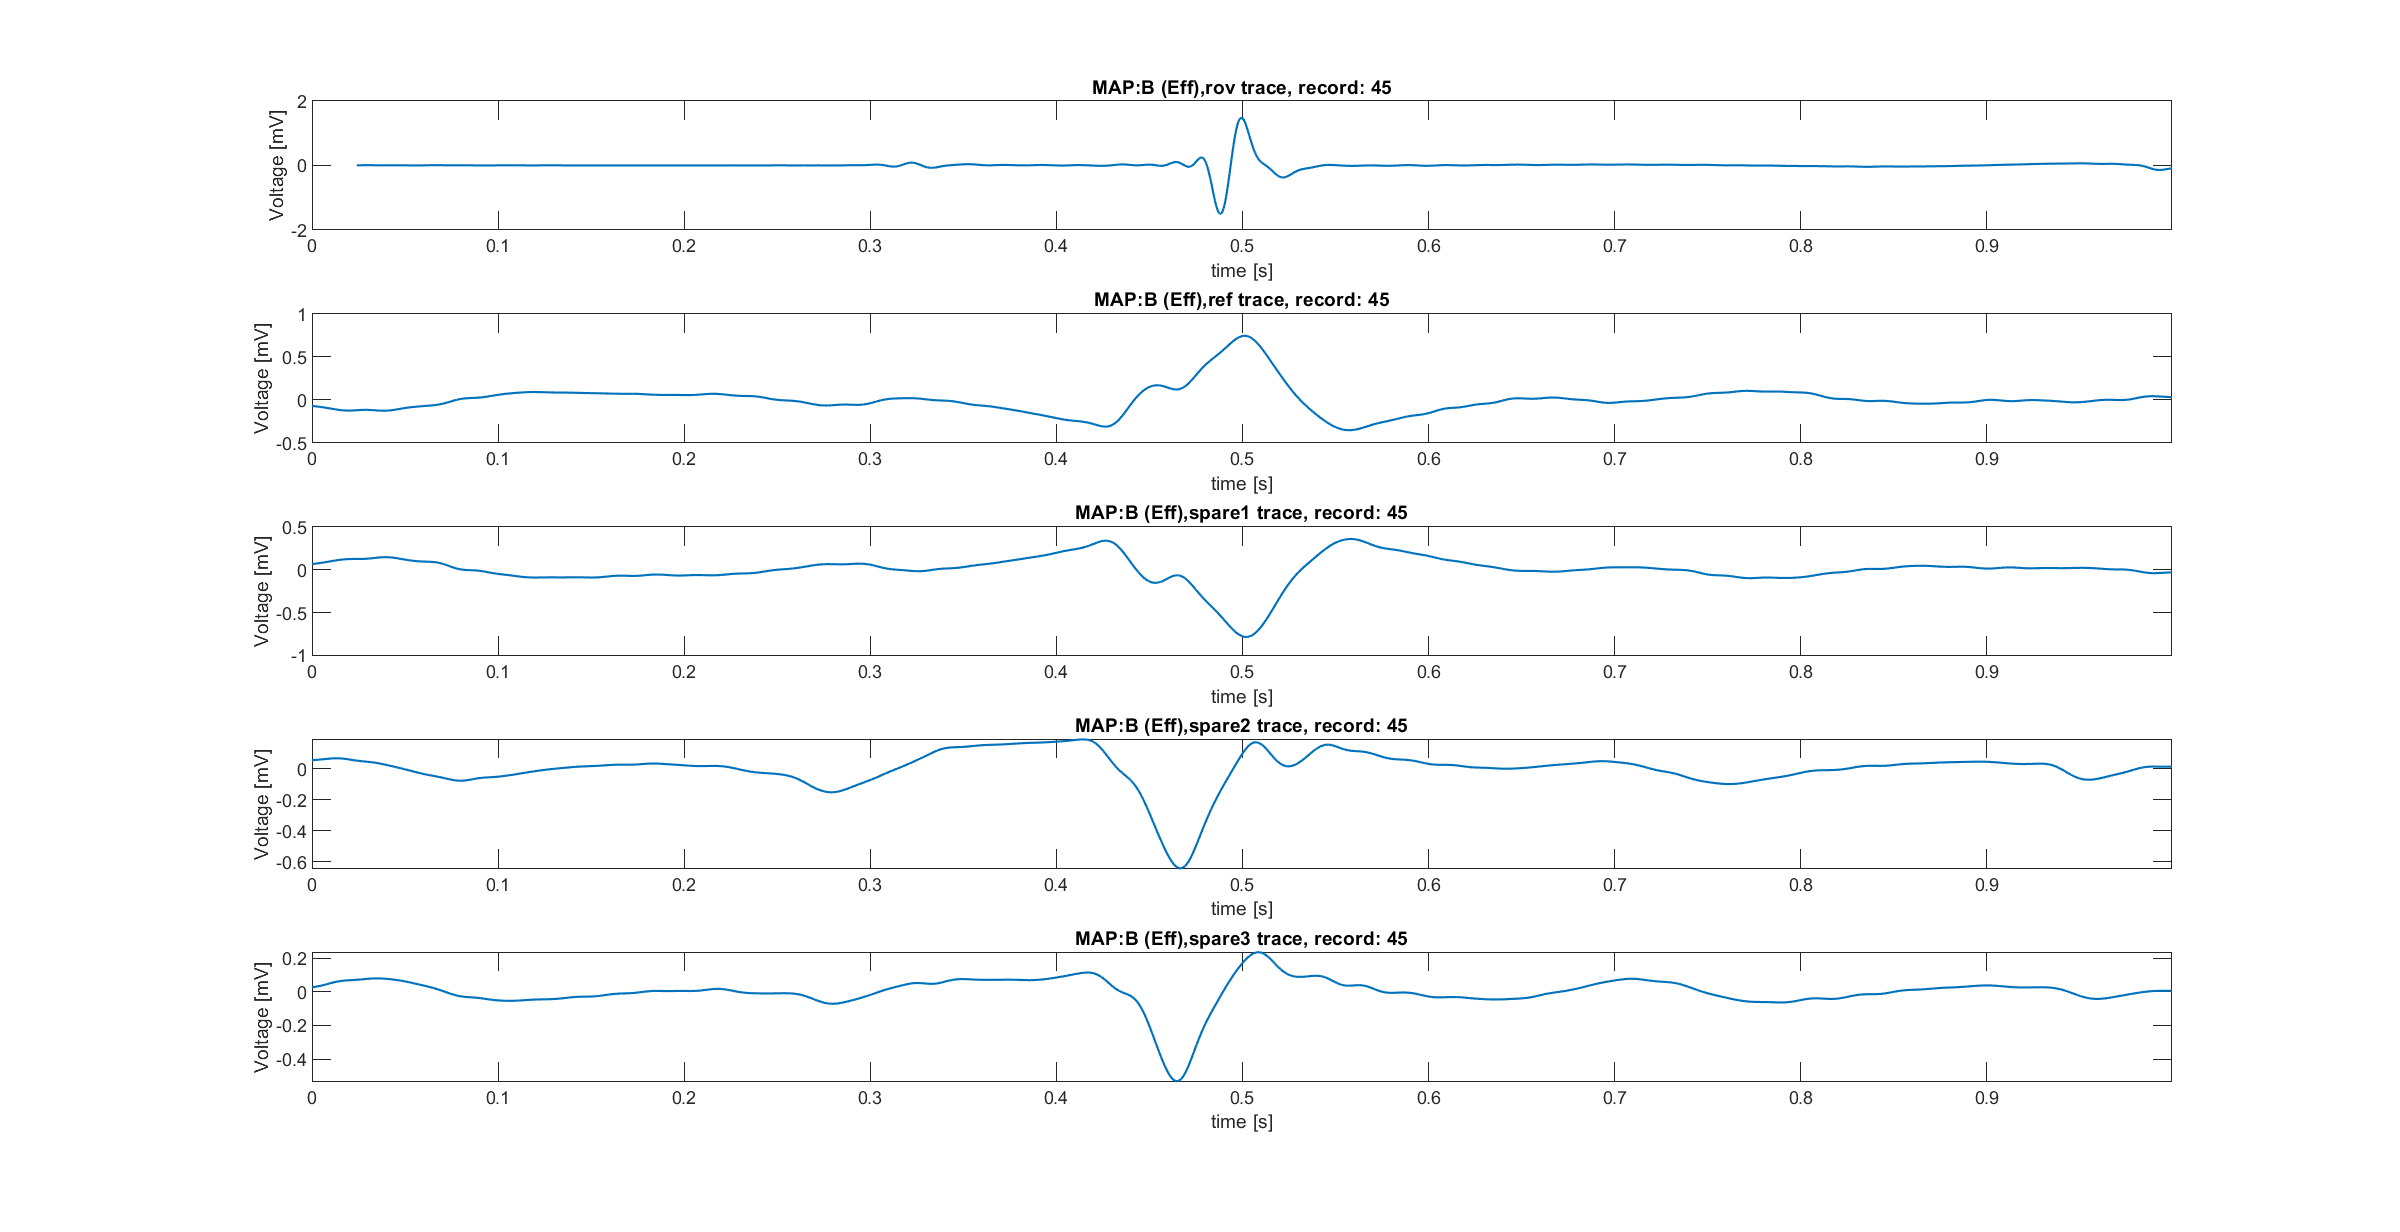 MAP:B (Eff),rov trace, record: 45
Voltage [mV]
2
0
-2
0 0.1 0.2 0.3 0.4 0.5 0.6 0.7 0.8 0.9
time [s]
MAP:B (Eff),ref trace, record: 45
Voltage [mV]
1
0.5
0
-0.5
0 0.1 0.2 0.3 0.4 0.5 0.6 0.7 0.8 0.9
time [s]
MAP:B (Eff),spare1 trace, record: 45
Voltage [mV]
0.5
0
-0.5
-1
0 0.1 0.2 0.3 0.4 0.5 0.6 0.7 0.8 0.9
time [s]
MAP:B (Eff),spare2 trace, record: 45
Voltage [mV]
0
-0.2
-0.4
-0.6
0 0.1 0.2 0.3 0.4 0.5 0.6 0.7 0.8 0.9
time [s]
MAP:B (Eff),spare3 trace, record: 45
Voltage [mV]
0.2
0
-0.2
-0.4
0 0.1 0.2 0.3 0.4 0.5 0.6 0.7 0.8 0.9
time [s]